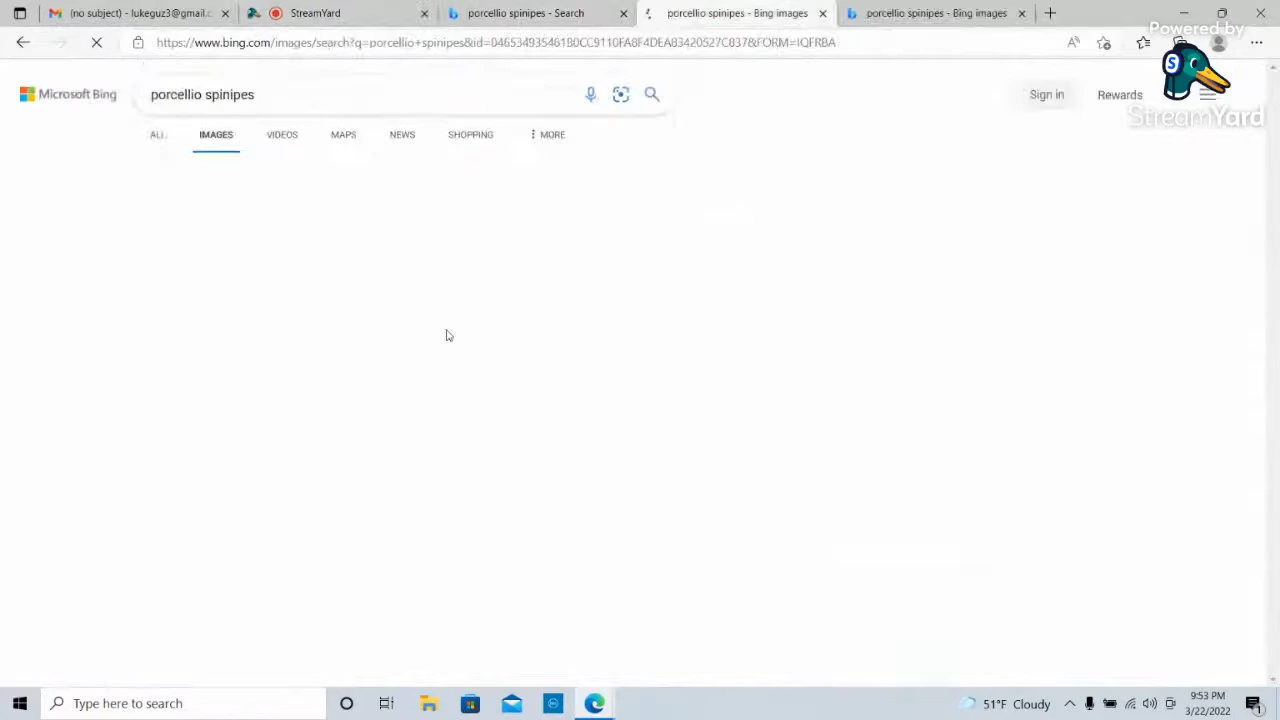 (no subject) - lukeguz3@gmail.c
StreamYard
porcellio spinipes - Search
porcellio spinipes - Bing images
porcellio spinipes - Bing images
https://www.bing.com/images/search?q=porcellio+spinipes&id=046534935461B0CC9110FA8F4DEA83420527C037&FORM=IQFRBA
Powered by
StreamYard
Microsoft Bing
porcellio spinipes
Sign in
Rewards
ALL
IMAGES
VIDEOS
MAPS
NEWS
SHOPPING
MORE
Type here to search
51°F Cloudy
9:53 PM
3/22/2022